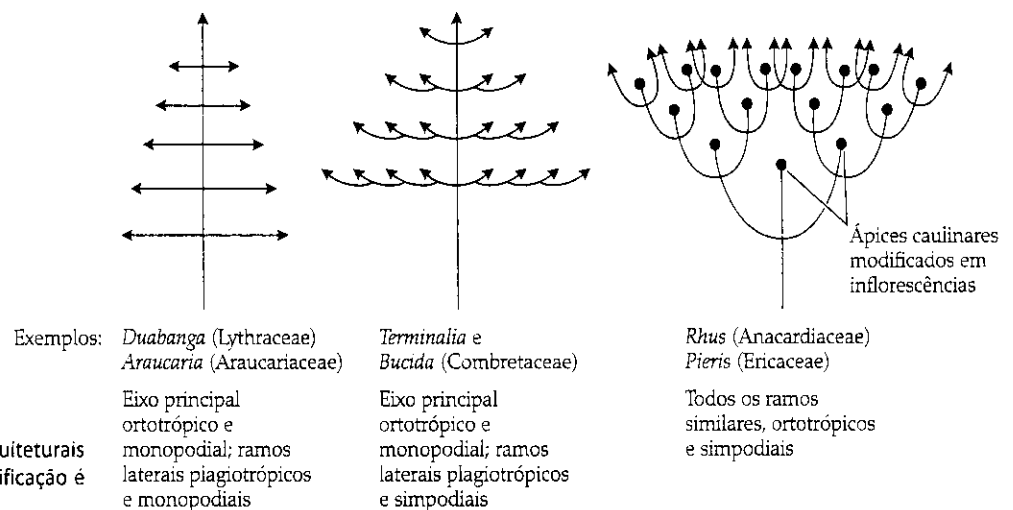 Ápices caulinares
modificados em
inflorescências
Exemplos:
Duabanga (Lythraceae)
Araucaria (Araucariaceae)
Eixo principal
ortotrópico e
monopodial; ramos
laterais plagiotrópicos
e monopodiais
Terminalia e
Bucida (Combretaceae)
Eixo principal
ortotrópico e
monopodial; ramos
laterais plagiotrópicos
e simpodiais
Rhus (Anacardiaceae)
Pieris (Ericaceae)
Todos os ramos
similares, ortotrópicos
e simpodiais
uiteturais
ificação é